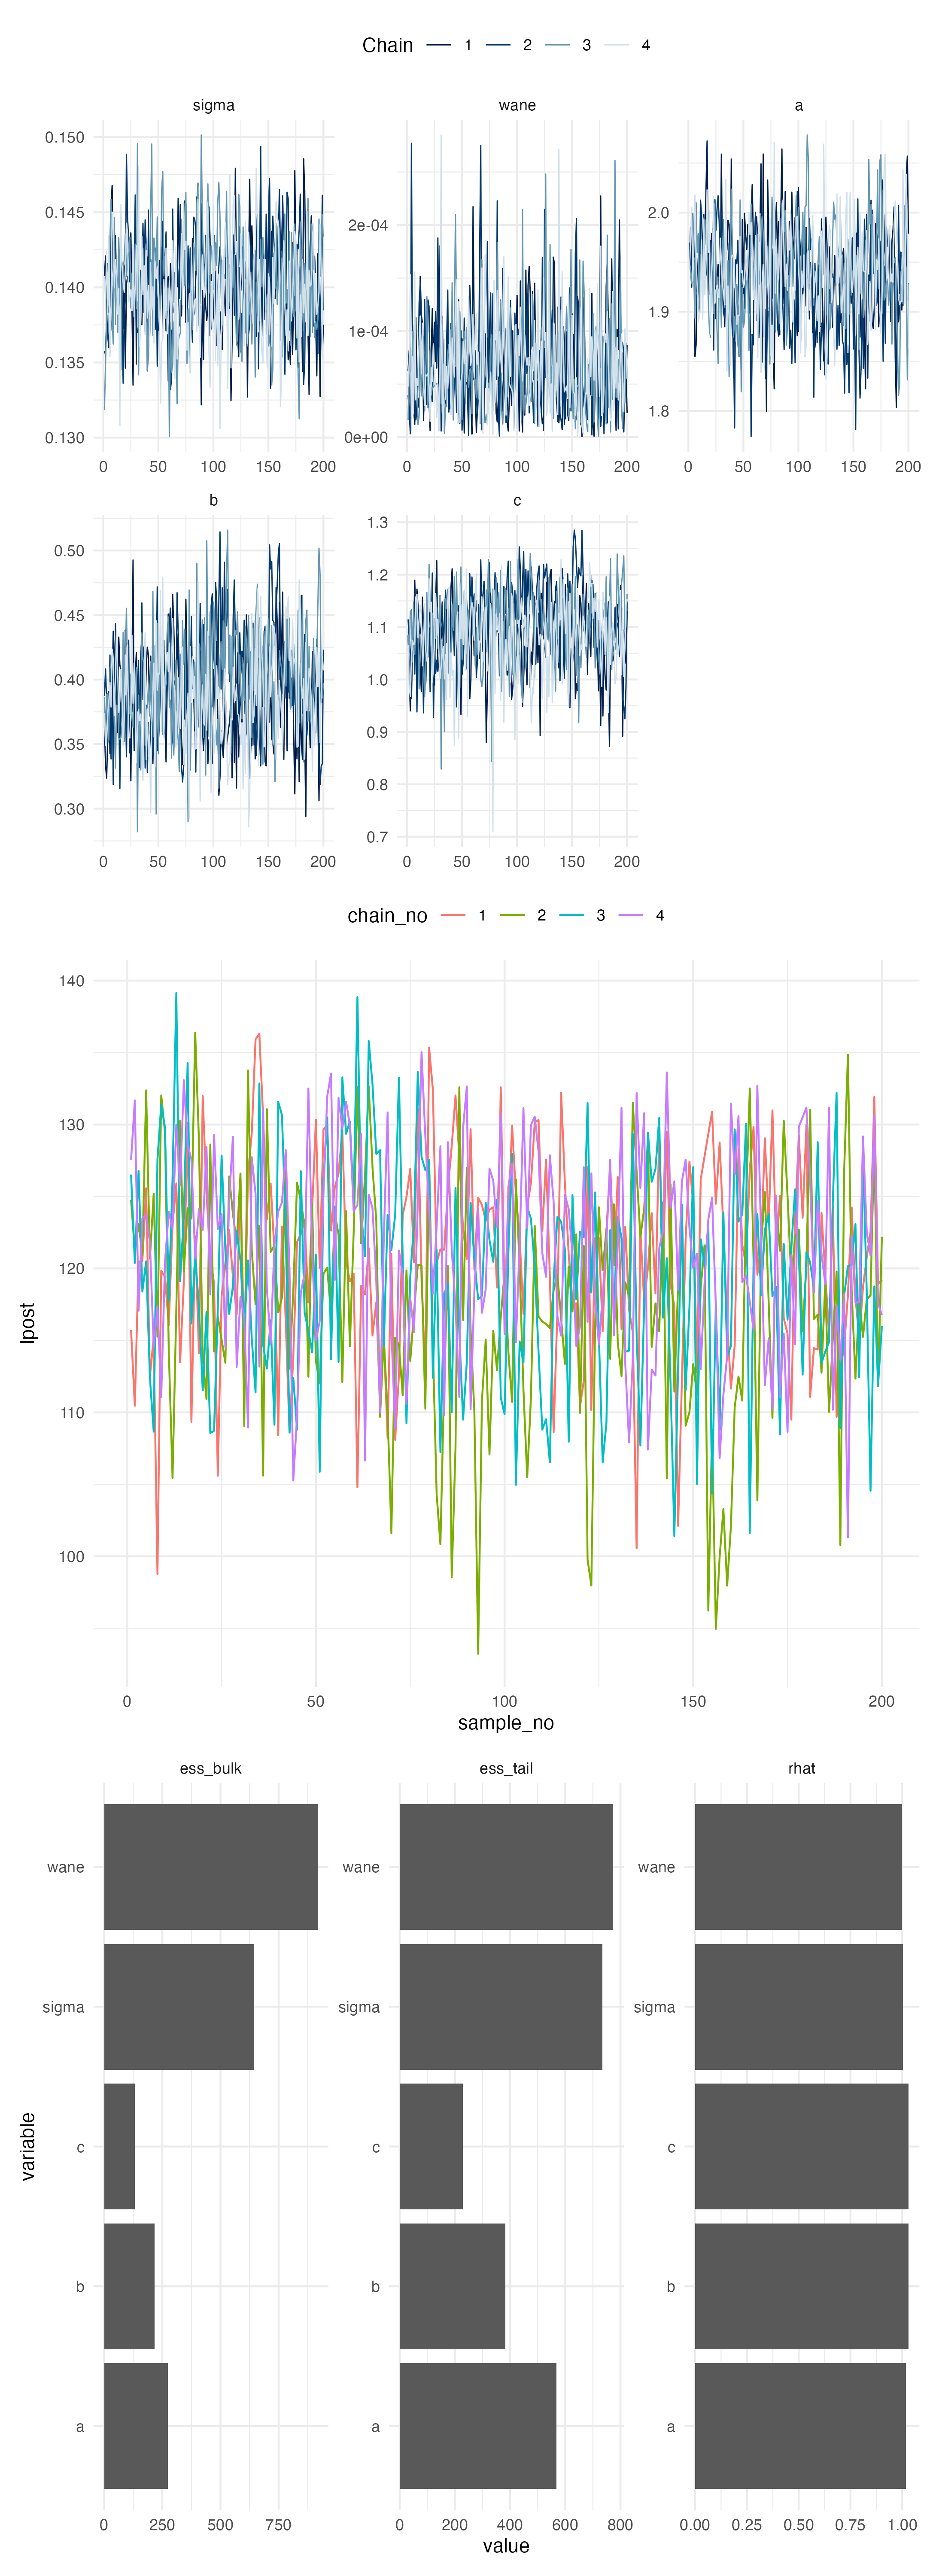 Chain 1 2 3 4
sigma wane a
0.150
0.145
0.140
0.135
0.130
2e-04
1e-04
0e+00
2.0
1.9
1.8
0 50 100 150 200 0 50 100 150 200 0 50 100 150 200
b c
0.50
0.45
0.40
0.35
0.30
1.3
1.2
1.1
1.0
0.9
0.8
0.7
0 50 100 150 200 0 50 100 150 200
chain_no 1 2 3 4
lpost
140
130
120
110
100
0 50 100 150 200
sample_no
ess_bulk ess_tail rhat
variable
wane wane wane
sigma sigma sigma
c c c
b b b
a a a
0 250 500 750 0 200 400 600 800 0.00 0.25 0.50 0.75 1.00
value